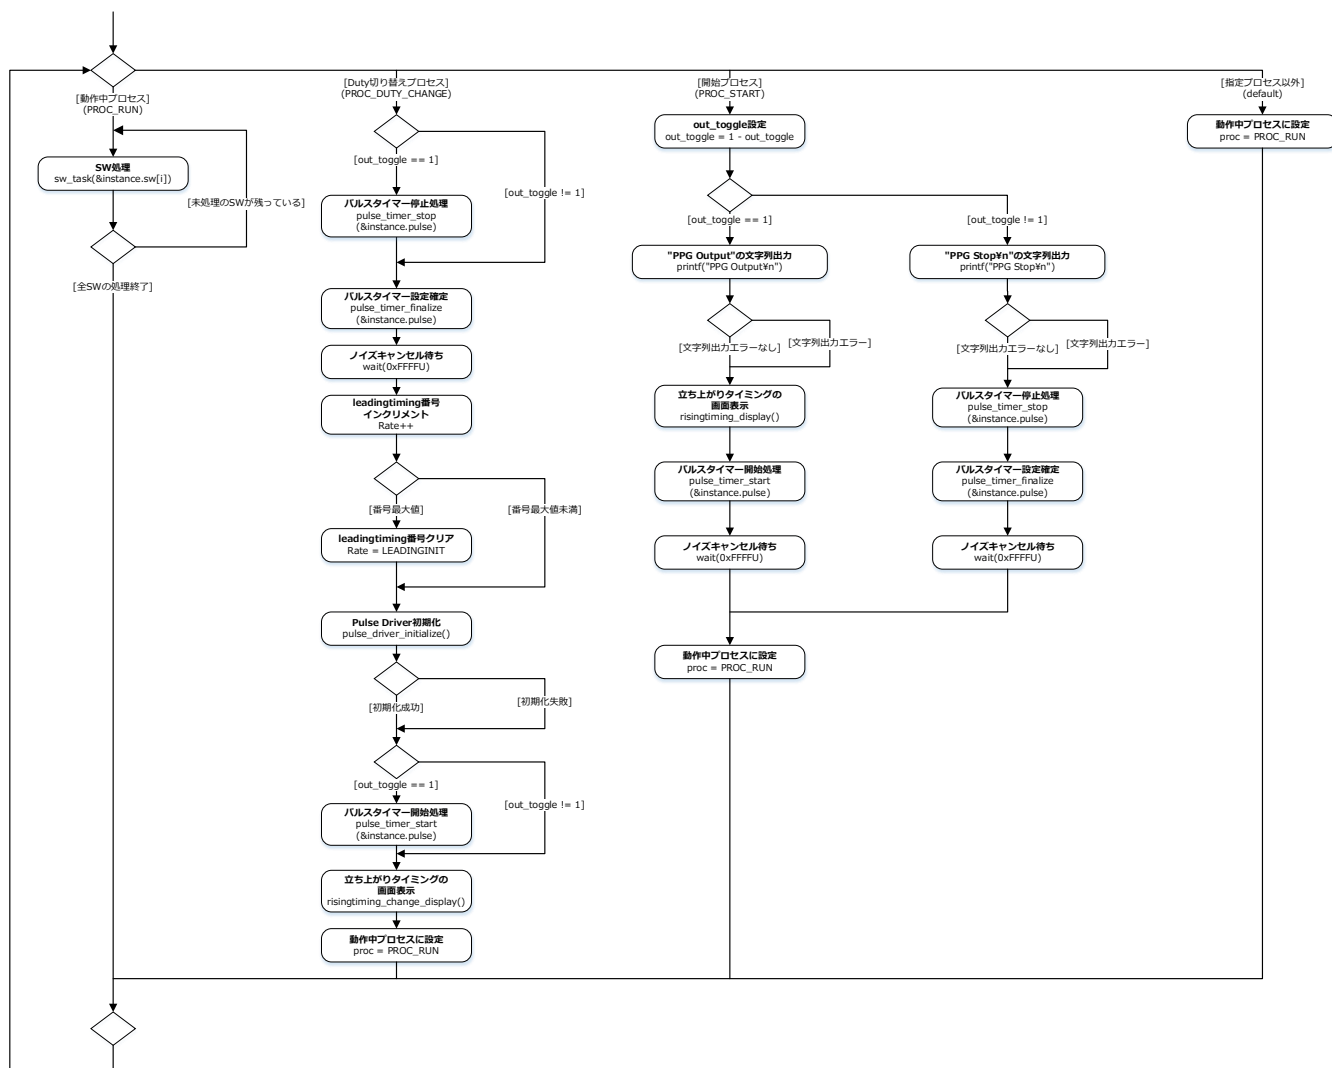 [動作中プロセス]
(PROC_RUN)
SW処理
sw_task(&instance.sw[i])
[未処理のSWが残っている]
[全SWの処理終了]
[Duty切り替えプロセス]
(PROC_DUTY_CHANGE)
[out_toggle == 1]
[out_toggle != 1]
パルスタイマー停止処理
pulse_timer_stop
(&instance.pulse)
パルスタイマー設定確定
pulse_timer_finalize
(&instance.pulse)
ノイズキャンセル待ち
wait(0xFFFFU)
leadingtiming番号
インクリメント
Rate++
[番号最大値]
[番号最大値未満]
leadingtiming番号クリア
Rate = LEADINGINIT
Pulse Driver初期化
pulse_driver_initialize()
[初期化成功]
[初期化失敗]
[out_toggle == 1]
[out_toggle != 1]
パルスタイマー開始処理
pulse_timer_start
(&instance.pulse)
立ち上がりタイミングの
画面表示
risingtiming_change_display()
動作中プロセスに設定
proc = PROC_RUN
[開始プロセス]
(PROC_START)
out_toggle設定
out_toggle = 1 - out_toggle
[out_toggle == 1]
[out_toggle != 1]
"PPG Output"の文字列出力
printf("PPG Output¥n")
[文字列出力エラーなし]
[文字列出力エラー]
立ち上がりタイミングの
画面表示
risingtiming_display()
パルスタイマー開始処理
pulse_timer_start
(&instance.pulse)
ノイズキャンセル待ち
wait(0xFFFFU)
"PPG Stop¥n"の文字列出力
printf("PPG Stop¥n")
[文字列出力エラーなし]
[文字列出力エラー]
パルスタイマー停止処理
pulse_timer_stop
(&instance.pulse)
パルスタイマー設定確定
pulse_timer_finalize
(&instance.pulse)
ノイズキャンセル待ち
wait(0xFFFFU)
動作中プロセスに設定
proc = PROC_RUN
[指定プロセス以外]
(default)
動作中プロセスに設定
proc = PROC_RUN